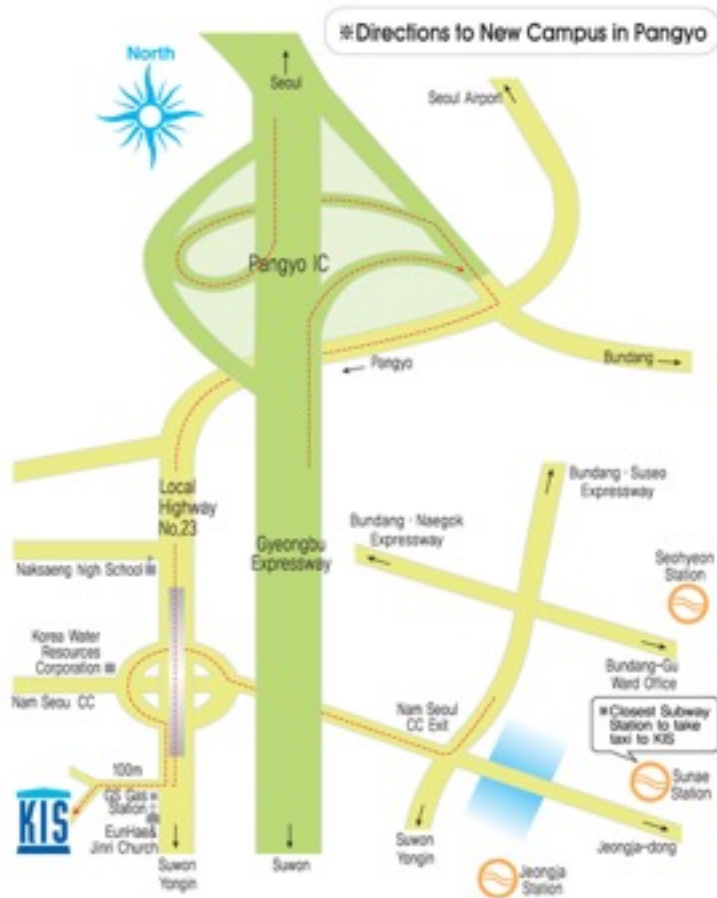 ※Directions to New Campus in Pangyo
North
Seoul
Seoul Airport
Pangyo IC
Pangyo
Bundang
Local
Highway
No.23
Gyeongbu
Expressway
Bundang · Suseo
Expressway
Bundang · Naegok
Expressway
Seohyeon
Station
Naksaeng high School
Korea Water
Resources
Corporation
Bundang-Gu
Ward Office
Nam Seou CC
Nam Seoul
CC Exit
※Closest Subway
Station to take
taxi to KIS
100m
Sunae
Station
KIS
GS Gas
Station
EunHae&
Jinri Church
Suwon
Yongin
Suwon
Suwon
Yongin
Jeongja-dong
Jeongja
Station